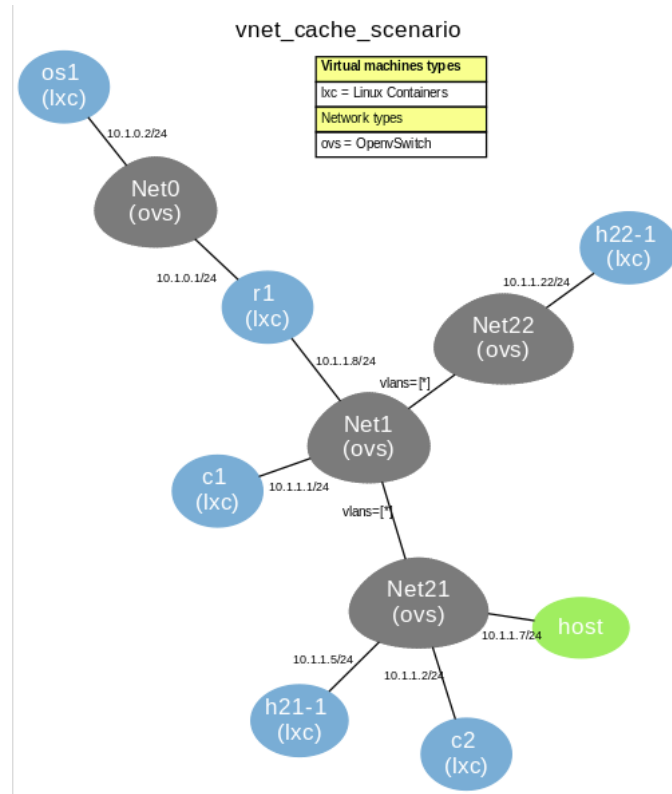 vnet_cache_scenario
Virtual machines types
lxc = Linux Containers
Network types
ovs = OpenvSwitch
os1
(lxc)
10.1.0.2/24
Net0
(ovs)
10.1.0.1/24
r1
(lxc)
h22-1
(lxc)
10.1.1.22/24
Net22
(ovs)
10.1.1.8/24
vlans=[*]
Net1
(ovs)
c1
(lxc)
10.1.1.1/24
vlans=[*]
Net21
(ovs)
host
10.1.1.7/24
10.1.1.5/24
10.1.1.2/24
h21-1
(lxc)
c2
(lxc)